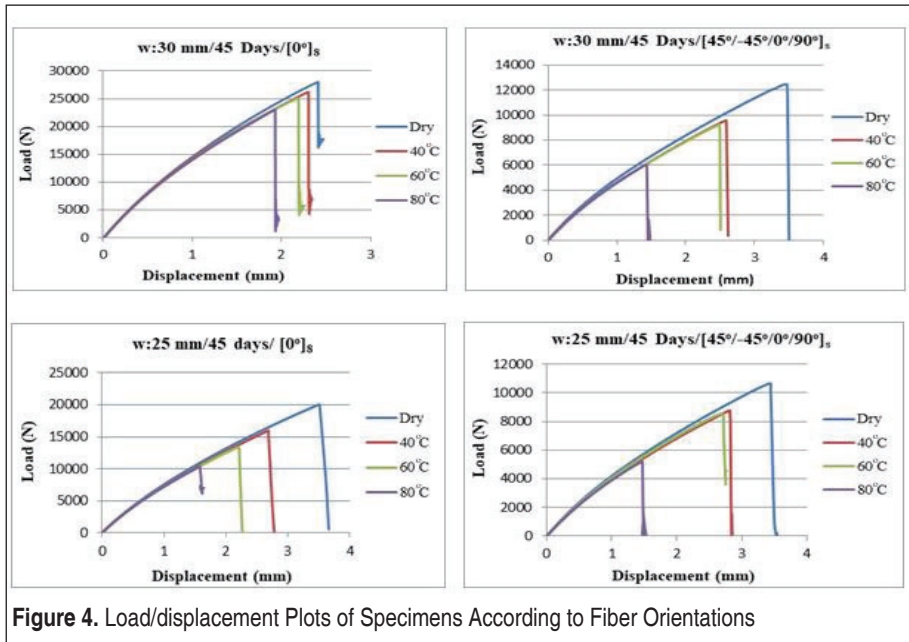 w:30 mm/45 Days/[0°]₈
30000
25000
20000
15000
10000
5000
0
Load (N)
0 1 2 3
Displacement (mm)
Dry
40°C
60°C
80°C
w:30 mm/45 Days/[45°/-45°/0°/90°]ₛ
14000
12000
10000
8000
6000
4000
2000
0
Load (N)
0 1 2 3 4
Displacement (mm)
Dry
40°C
60°C
80°C
w:25 mm/45 days/ [0°]₈
25000
20000
15000
10000
5000
0
Load (N)
0 1 2 3 4
Displacement (mm)
Dry
40°C
60°C
80°C
w:25 mm/45 Days/[45°/-45°/0°/90°]ₛ
12000
10000
8000
6000
4000
2000
0
Load (N)
0 1 2 3 4
Displacement (mm)
Dry
40°C
60°C
80°C
Figure 4. Load/displacement Plots of Specimens According to Fiber Orientations